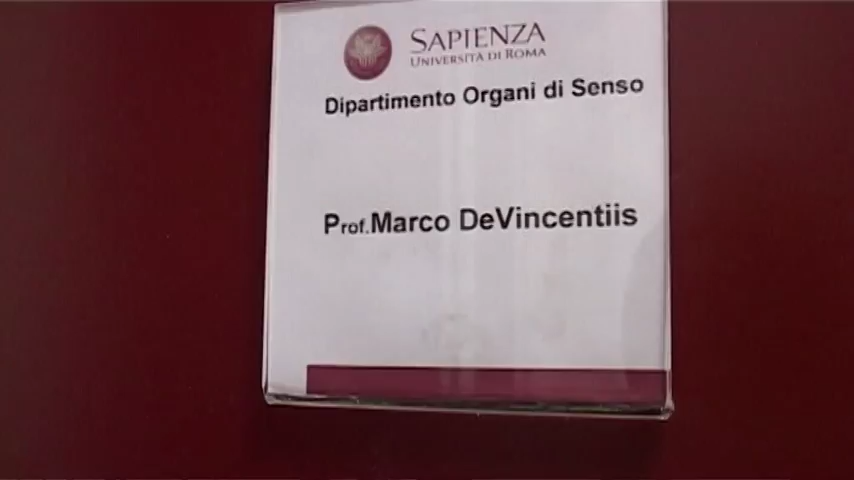 SAPIENZA
UNIVERSITÀ DI ROMA
Dipartimento Organi di Senso
Prof.Marco DeVincentiis